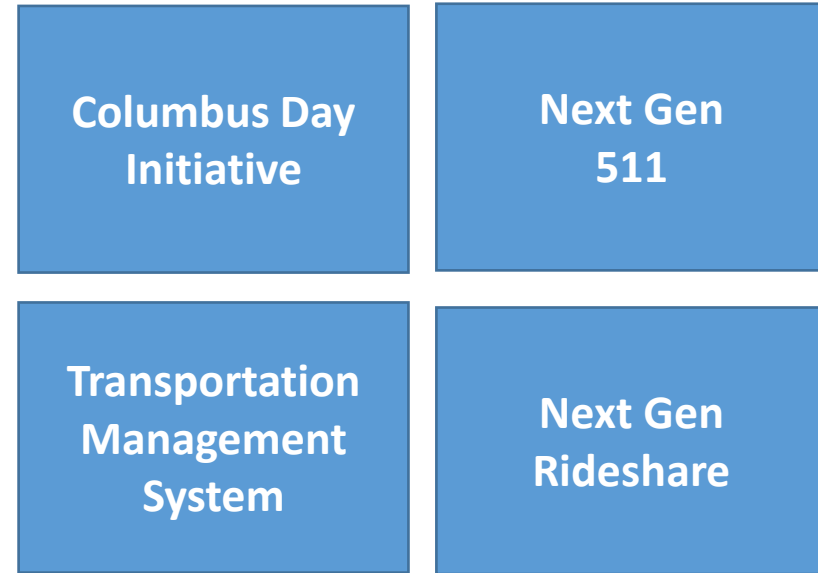 Columbus Day
Initiative
Next Gen
511
Transportation
Management
System
Next Gen
Rideshare